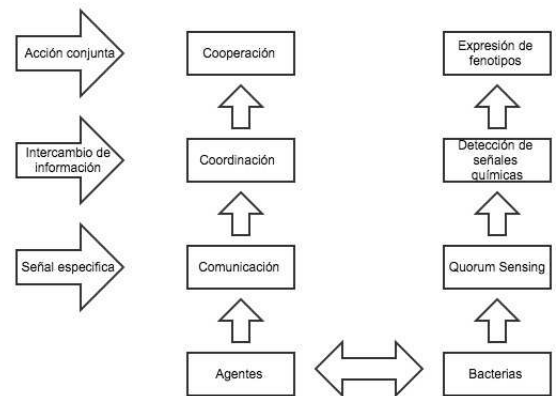 Acción conjunta
Cooperación
Expresión de
fenotipos
Intercambio de
información
Coordinación
Detección de
señales
químicas
Señal especifica
Comunicación
Quorum Sensing
Agentes
Bacterias